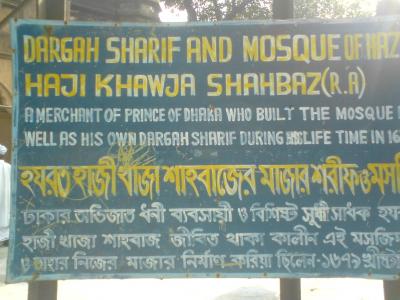 DARGAH SHARIF AND MOSQUE OF HAZ
HAJI KHAWJA SHAHBAZ(R.A)
A MERCHANT OF PRINCE OF DHAKA WHO BUILT THE MOSQUE
WELL AS HIS OWN DARGAH SHARIF DURING HIS LIFE TIME IN 16
হযরত হাজী খাজা শাহবাজের মাজার শরীফ ও মস
ঢাকার অভিজাত ধনী ব্যবসায়ী ও বিশিষ্ট সুফী সাধক হয
হাজী খাজা শাহবাজ জীবিত থাকা কালীন এই মসজি
ও তাহার নিজের মাজার নির্মাণ করিয়া ছিলেন-১৬৭৯ খ্রীষ্টা